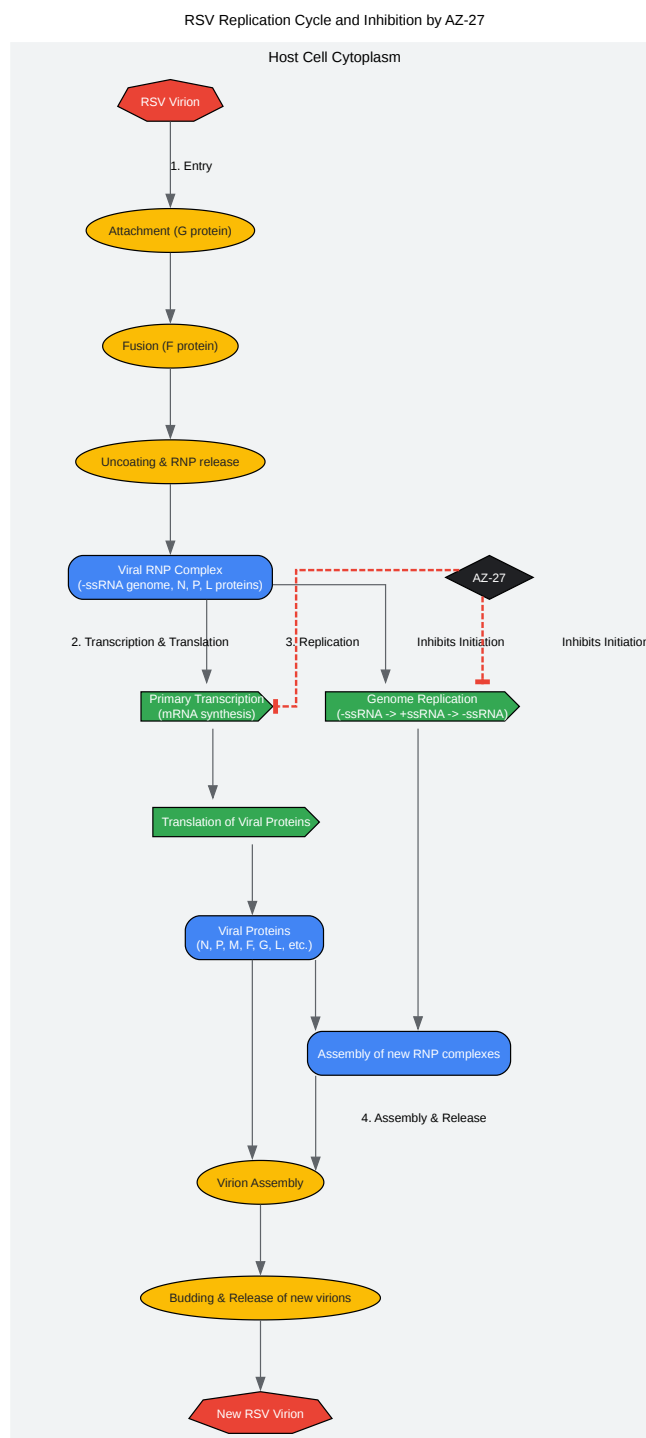 RSV Replication Cycle and Inhibition by AZ-27
Host Cell Cytoplasm
RSV Virion
1. Entry
Attachment (G protein)
Fusion (F protein)
Uncoating & RNP release
Viral RNP Complex
(-ssRNA genome, N, P, L proteins)
AZ-27
2. Transcription & Translation
3. Replication
Inhibits Initiation
Inhibits Initiation
Primary Transcription
(mRNA synthesis)
Genome Replication
(-ssRNA -> +ssRNA -> -ssRNA)
Translation of Viral Proteins
Viral Proteins
(N, P, M, F, G, L, etc.)
Assembly of new RNP complexes
4. Assembly & Release
Virion Assembly
Budding & Release of new virions
New RSV Virion